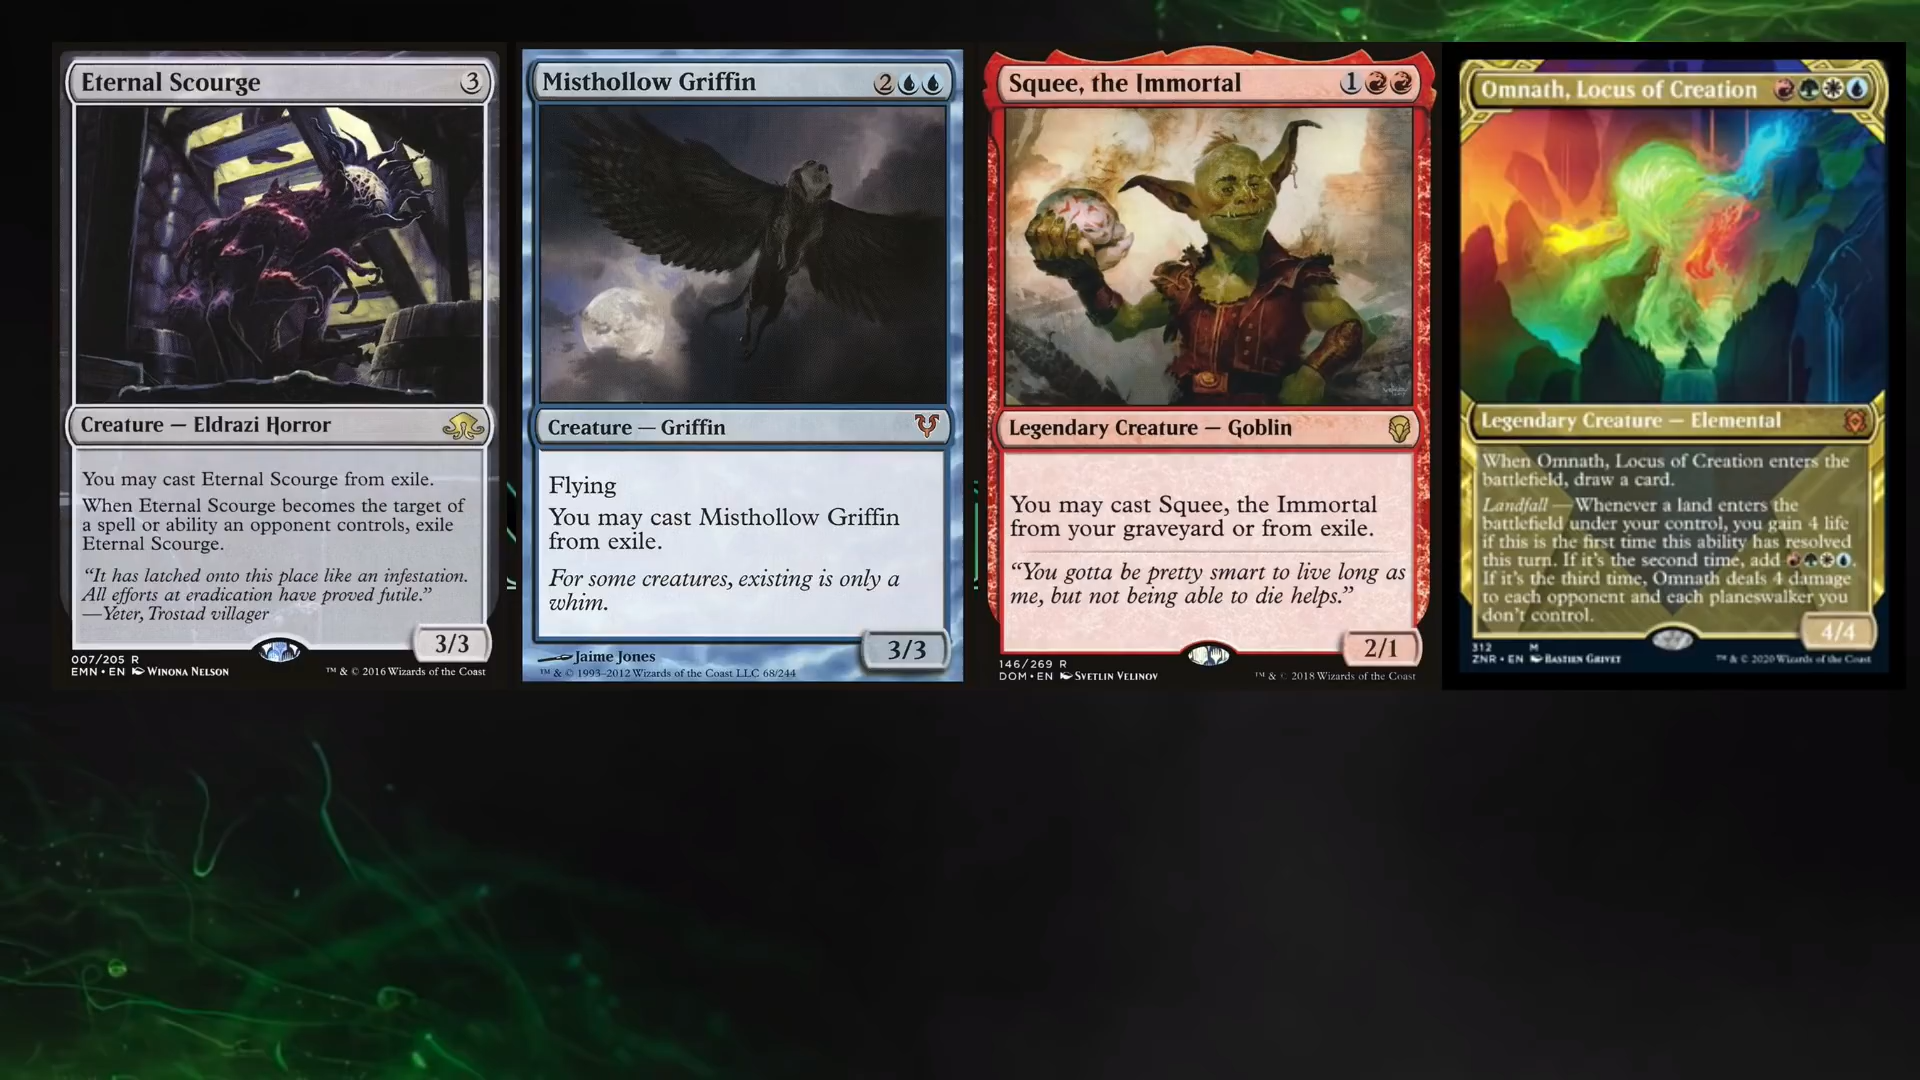 Eternal Scourge 3
Creature — Eldrazi Horror
You may cast Eternal Scourge from exile.
When Eternal Scourge becomes the target of
a spell or ability an opponent controls, exile
Eternal Scourge.
“It has latched onto this place like an infestation.
All efforts at eradication have proved futile.”
—Yeter, Trostad villager
3/3
007/205 R
EMN • EN Winona Nelson
™ & © 2016 Wizards of the Coast
Misthollow Griffin 2
Creature — Griffin
Flying
You may cast Misthollow Griffin
from exile.
For some creatures, existing is only a
whim.
3/3
Jaime Jones
™ & © 1993–2012 Wizards of the Coast LLC 68/244
Squee, the Immortal 1
Legendary Creature — Goblin
You may cast Squee, the Immortal
from your graveyard or from exile.
“You gotta be pretty smart to live long as
me, but not being able to die helps.”
2/1
146/269 R
DOM • EN Svetlin Velinov
™ & © 2018 Wizards of the Coast
Omnath, Locus of Creation
Legendary Creature — Elemental
When Omnath, Locus of Creation enters the
battlefield, draw a card.
Landfall — Whenever a land enters the
battlefield under your control, you gain 4 life
if this is the first time this ability has resolved
this turn. If it’s the second time, add .
If it’s the third time, Omnath deals 4 damage
to each opponent and each planeswalker you
don’t control.
4/4
312 M
ZNR • EN Bastien Grivet
™ & © 2020 Wizards of the Coast